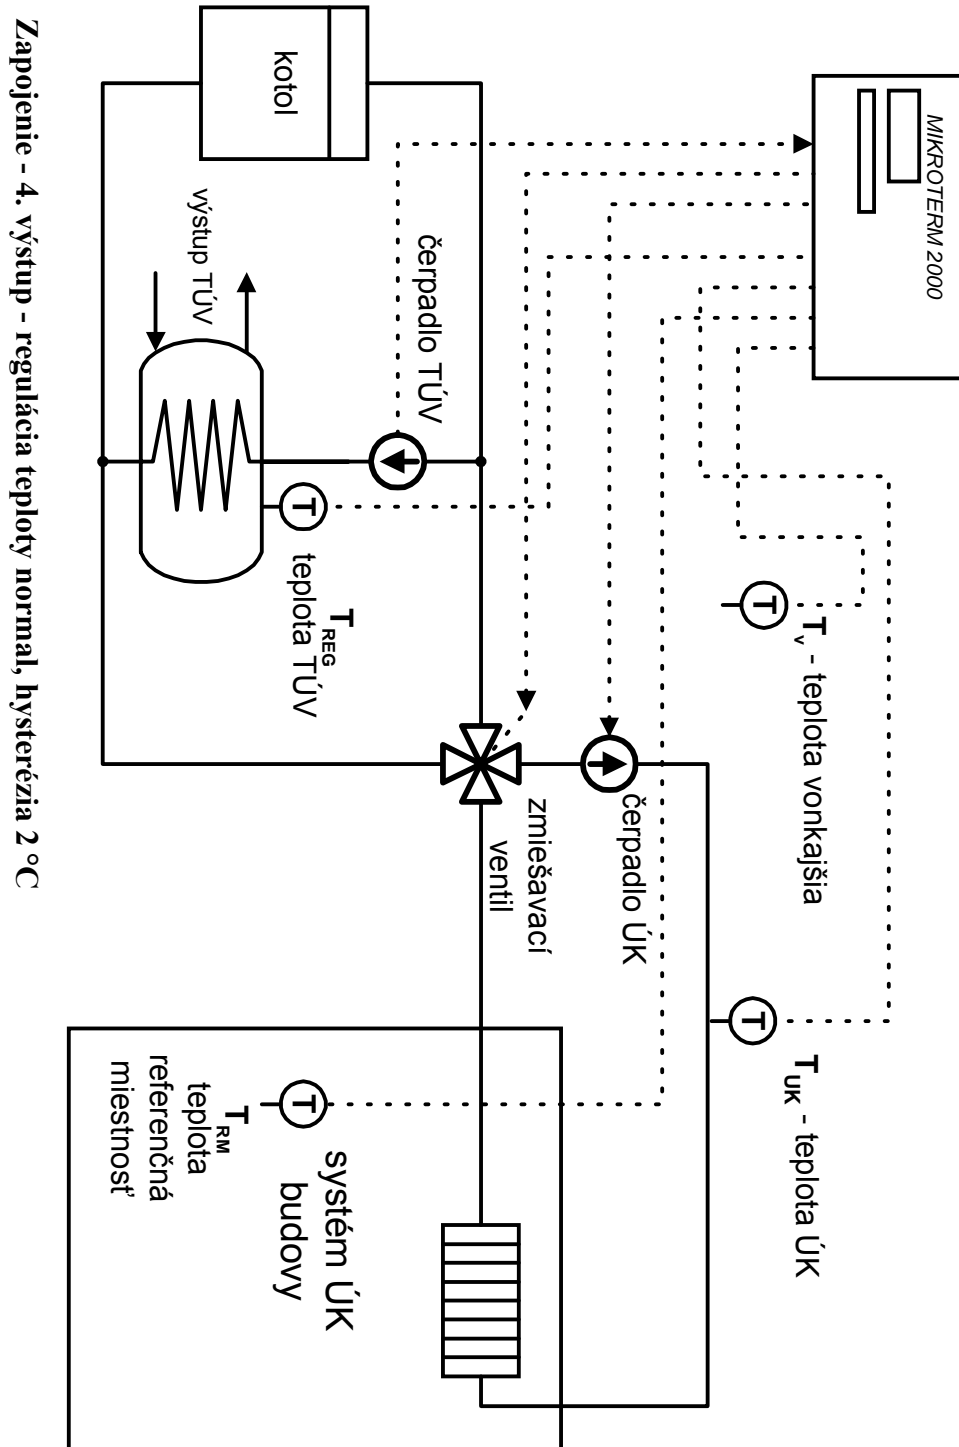 MIKROTERM 2000
kotol
čerpadlo TÚV
výstup TÚV
T
T REG
teplota TÚV
T
T v - teplota vonkajšia
čerpadlo ÚK
zmiešavací
ventil
T
T UK - teplota ÚK
T
T RM
teplota
referenčná
miestnosť
systém ÚK
budovy
Zapojenie - 4. výstup - regulácia teploty normal, hysterézia 2 °C